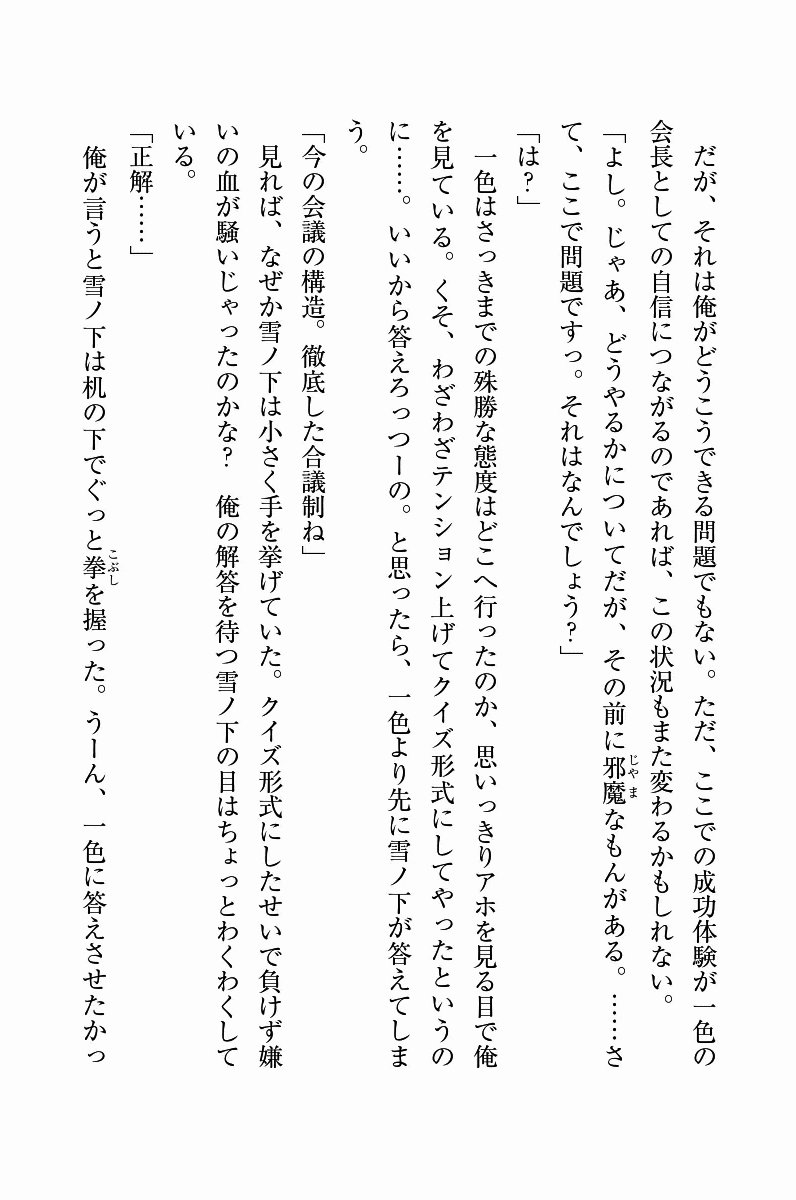 だが、それは俺がどうこうできる問題でもない。ただ、ここでの成功体験が一色の
会長としての自信につながるのであれば、この状況もまた変わるかもしれない。
「よし。じゃあ、どうやるかについてだが、その前に邪魔なもんがある。……さ
て、ここで問題ですっ。それはなんでしょう？」
「は？」
一色はさっきまでの殊勝な態度はどこへ行ったのか、思いっきりアホを見る目で俺
を見ている。くそ、わざわざテンション上げてクイズ形式にしてやったというの
に……。いいから答えろっつーの。と思ったら、一色より先に雪ノ下が答えてしま
う。
「今の会議の構造。徹底した合議制ね」
見れば、なぜか雪ノ下は小さく手を挙げていた。クイズ形式にしたせいで負けず嫌
いの血が騒いじゃったのかな？　俺の解答を待つ雪ノ下の目はちょっとわくわくして
いる。
「正解……」
俺が言うと雪ノ下は机の下でぐっと拳を握った。うーん、一色に答えさせたかっ